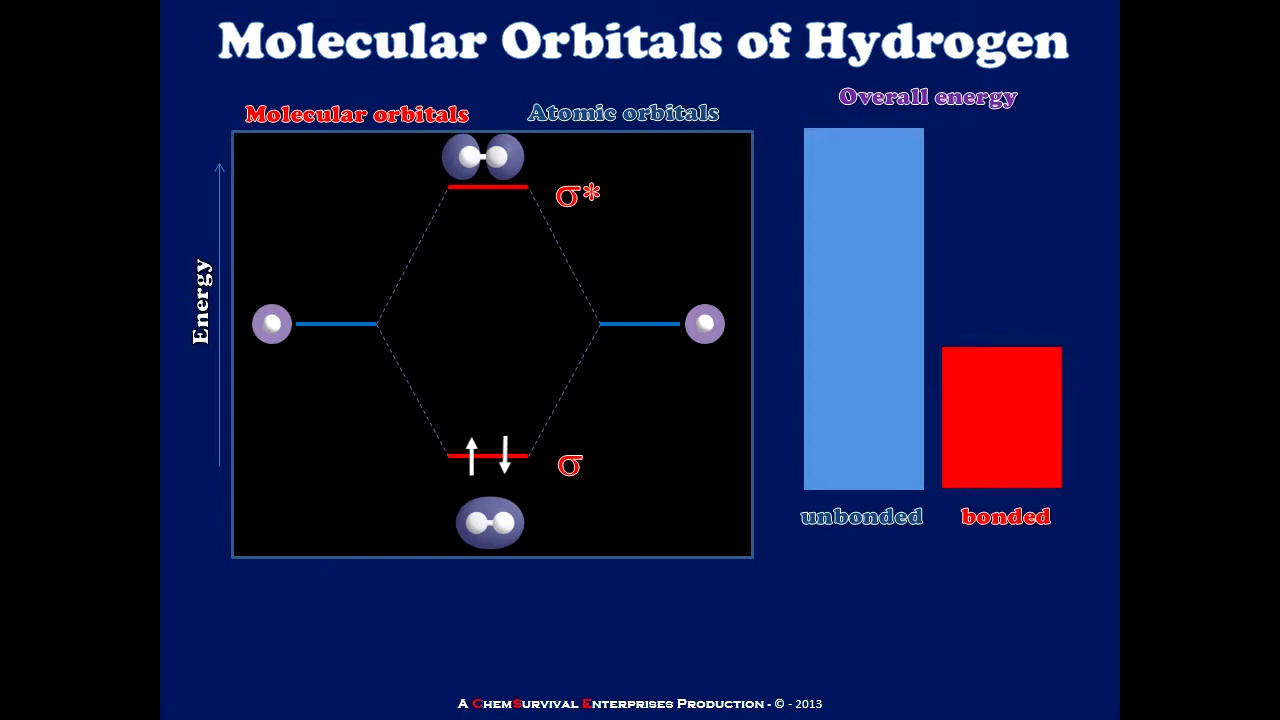 Molecular Orbitals of Hydrogen
Overall energy
Molecular orbitals Atomic orbitals
σ*
Energy
σ
unbonded bonded
A ChemSurvival Enterprises Production - © - 2013